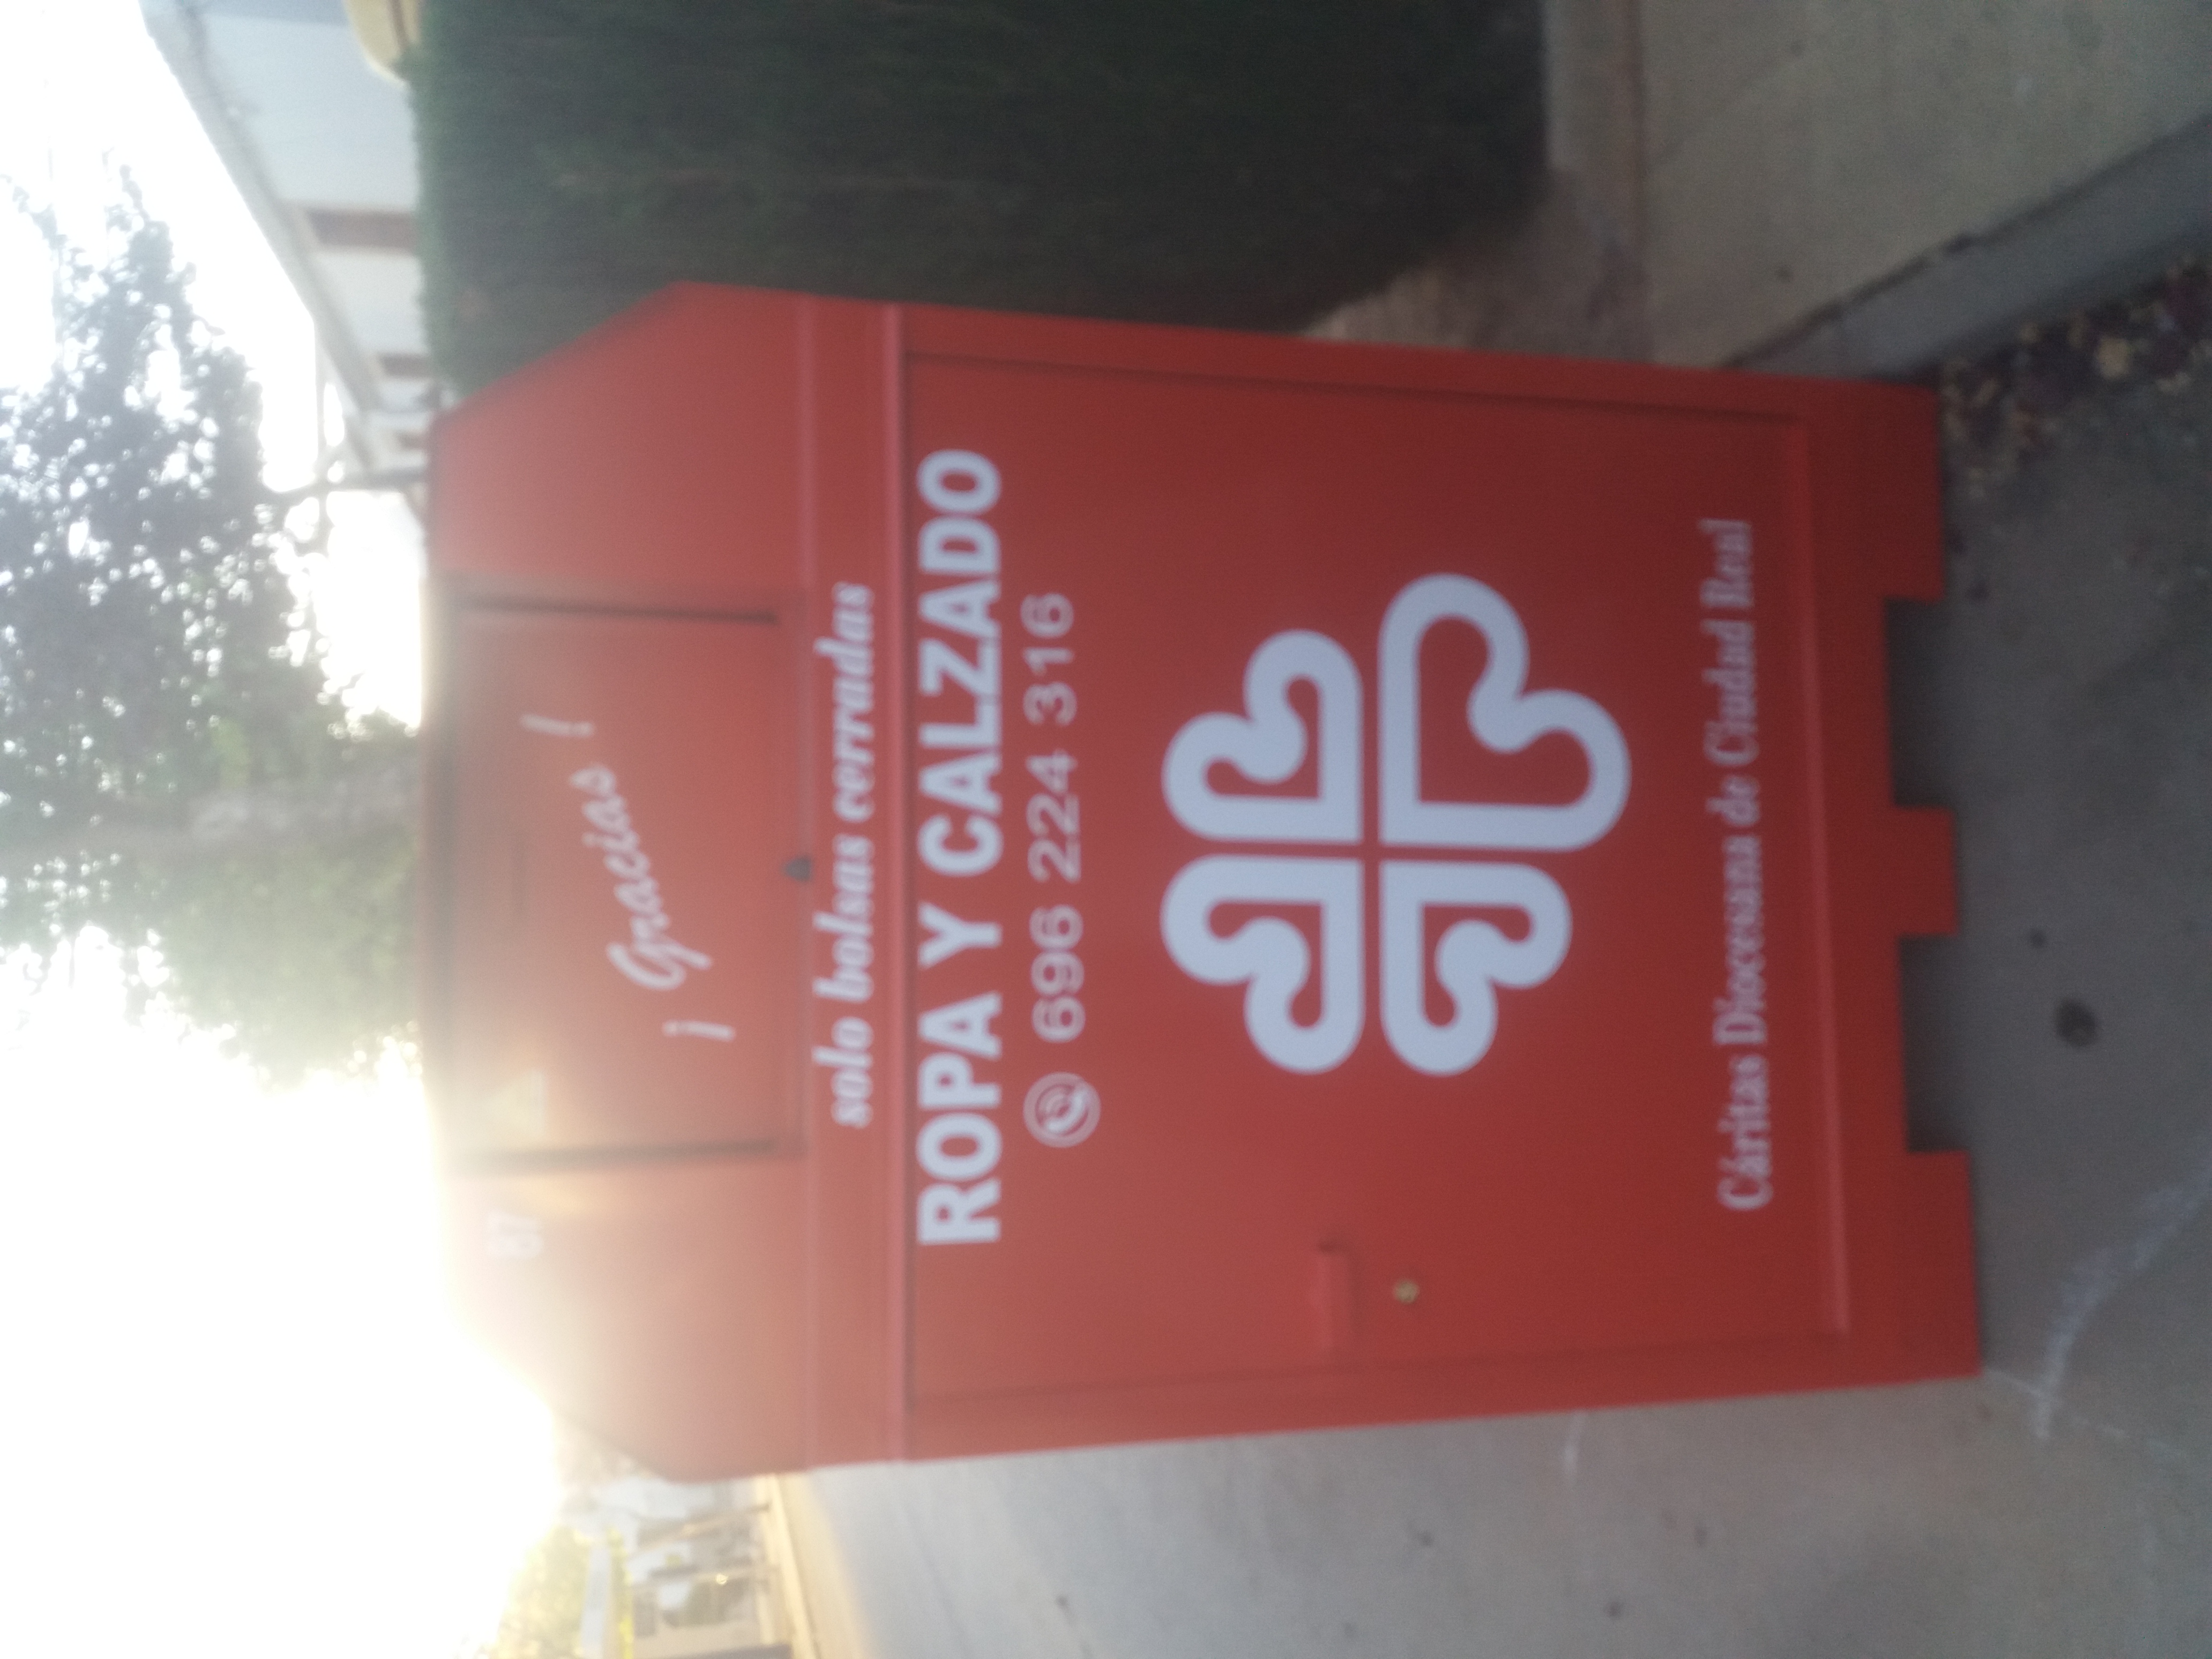 ¡Gracias!
solo bolsas cerradas
ROPA Y CALZADO
696 224 316
Cáritas Diocesana de Ciudad Real